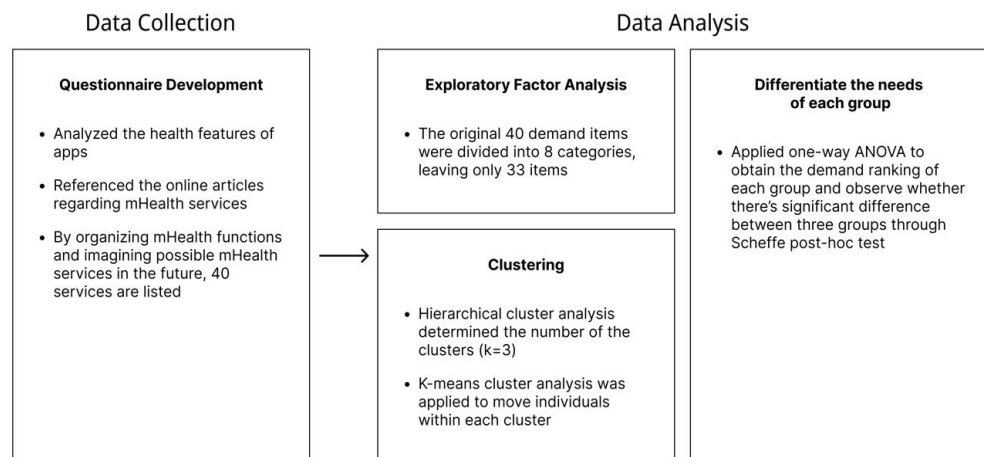 Data Collection
Data Analysis
Questionnaire Development
• Analyzed the health features of
apps
• Referenced the online articles
regarding mHealth services
• By organizing mHealth functions
and imagining possible mHealth
services in the future, 40
services are listed
Exploratory Factor Analysis
• The original 40 demand items
were divided into 8 categories,
leaving only 33 items
Clustering
• Hierarchical cluster analysis
determined the number of the
clusters (k=3)
• K-means cluster analysis was
applied to move individuals
within each cluster
Differentiate the needs
of each group
• Applied one-way ANOVA to
obtain the demand ranking of
each group and observe whether
there’s significant difference
between three groups through
Scheffe post-hoc test